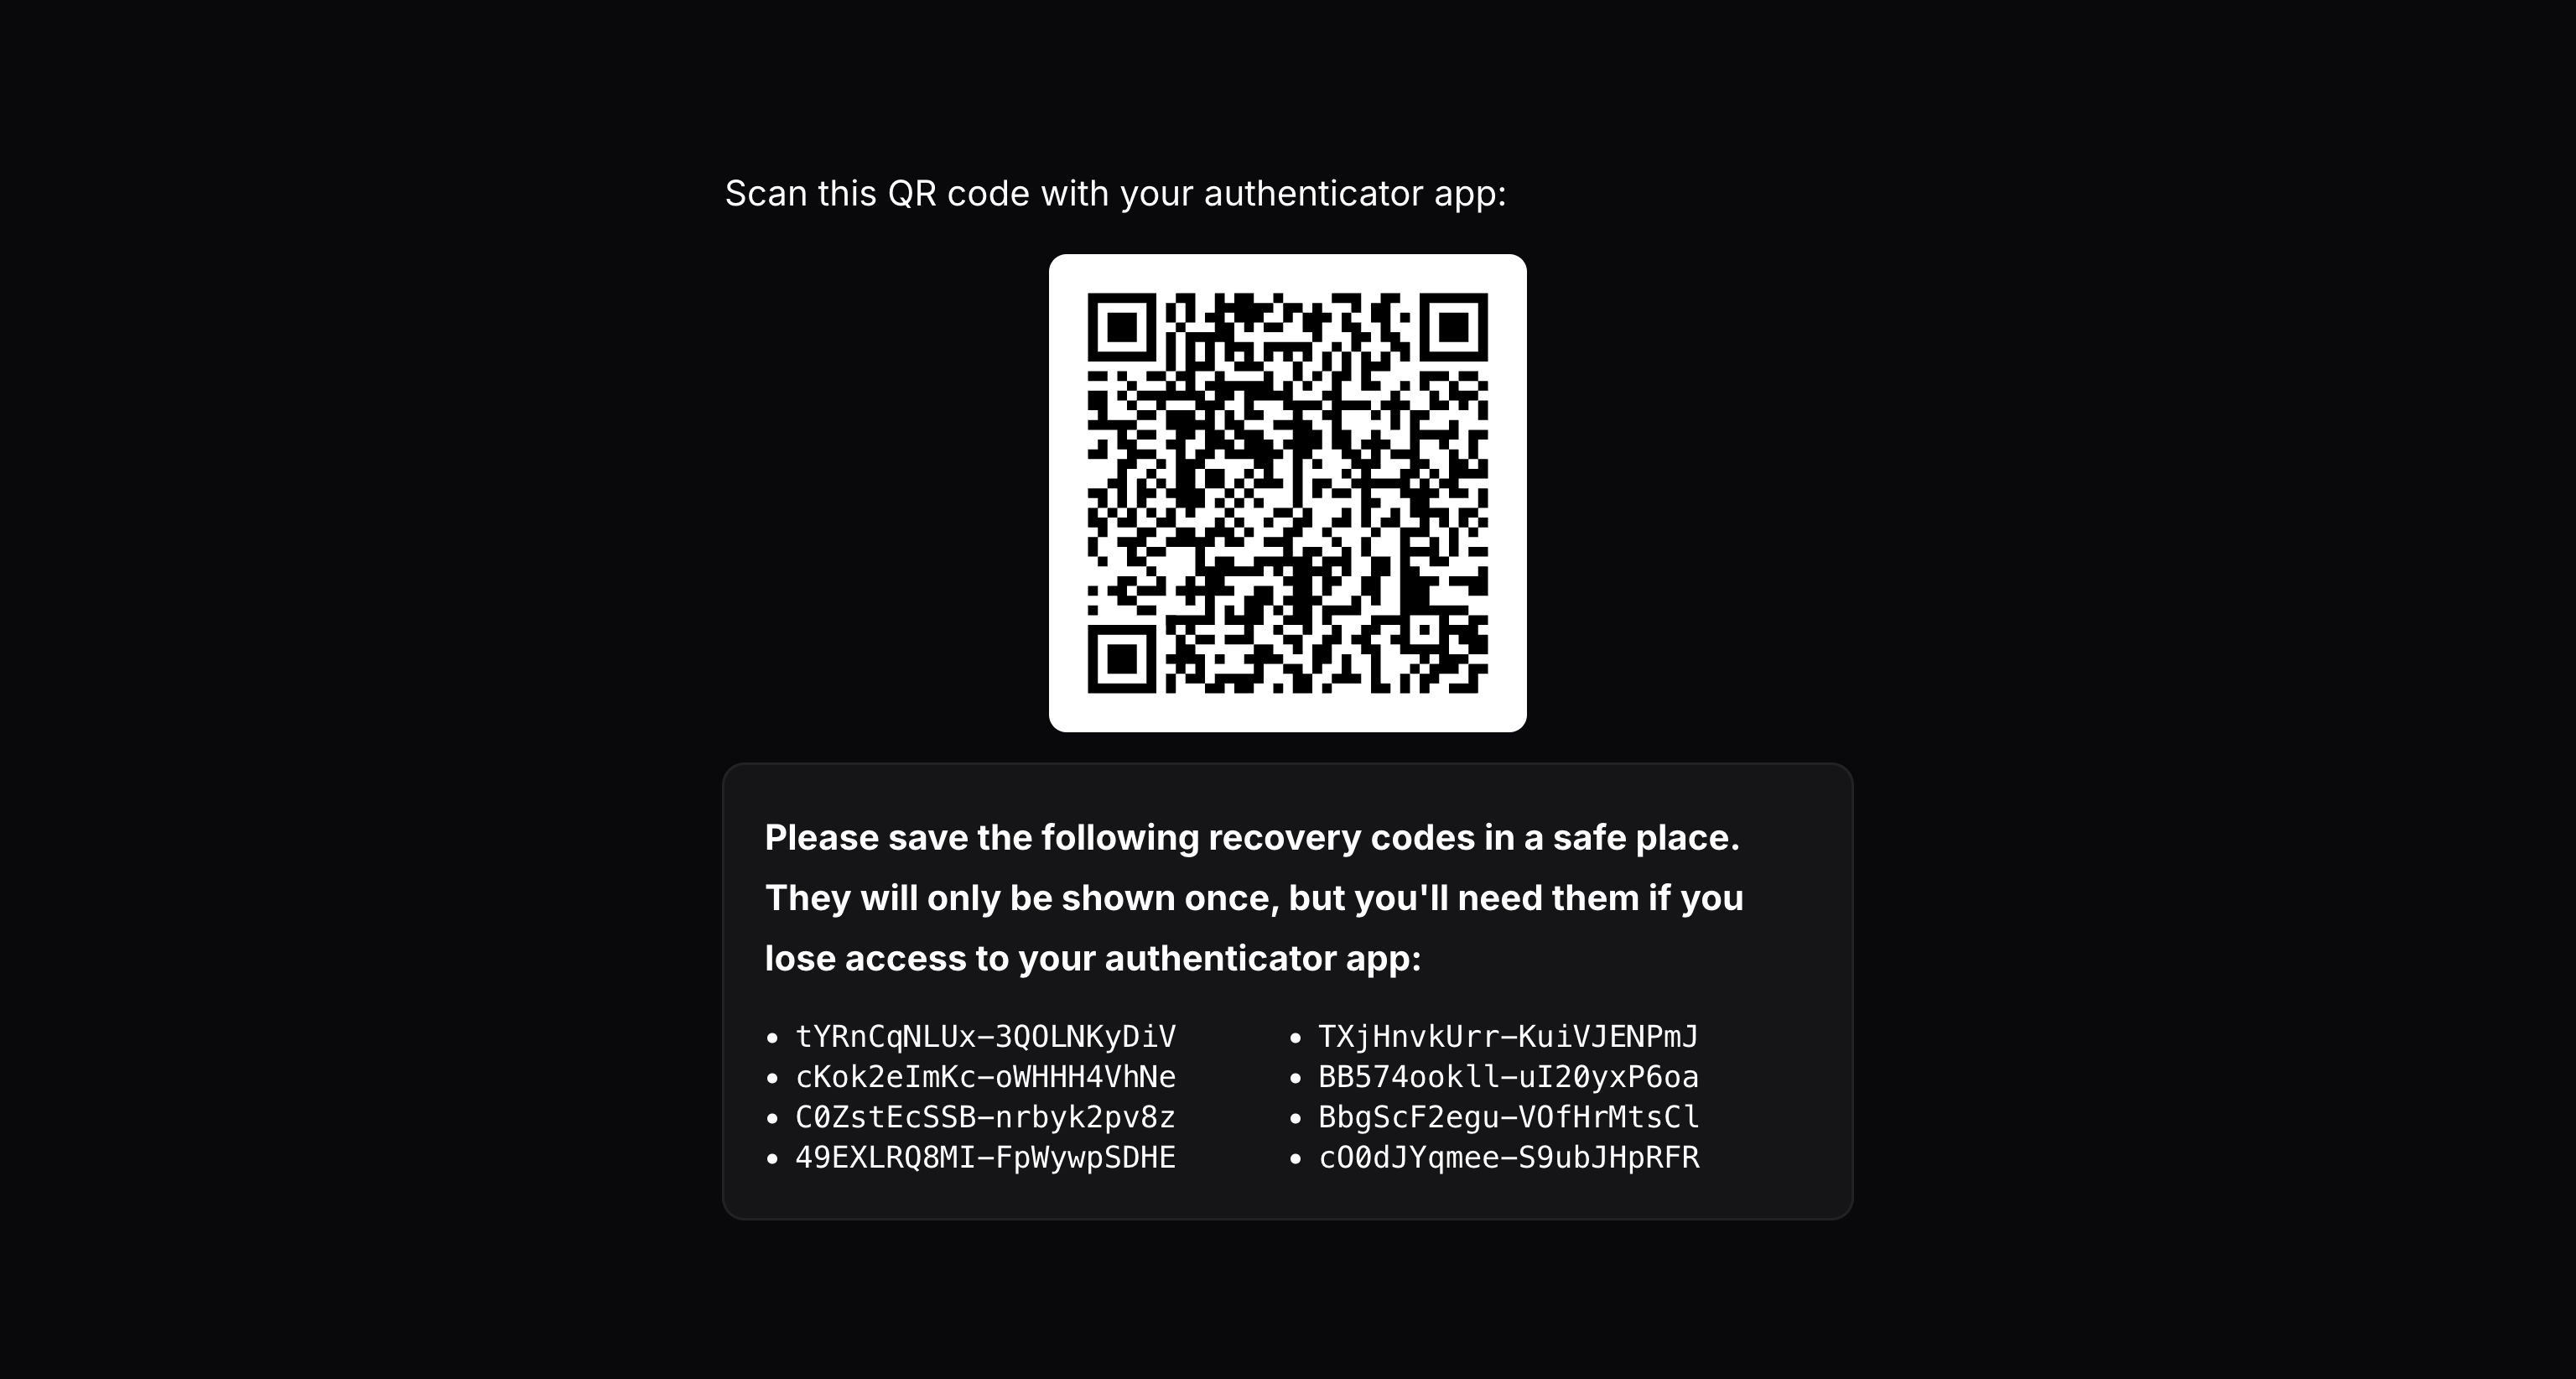 Scan this QR code with your authenticator app:
Please save the following recovery codes in a safe place.
They will only be shown once, but you'll need them if you
lose access to your authenticator app:
• tYRnCqNLUx-3QOLNKyDiV
• cKok2eImKc-oWHHH4VhNe
• C0ZstEcSSB-nrbyk2pv8z
• 49EXLRQ8MI-FpWywpSDHE
• TXjHnvkUrr-KuiVJENPmJ
• BB574ookll-uI20yxP6oa
• BbgScF2egu-VOfHrMtsCl
• cO0dJYqmee-S9ubJHpRFR